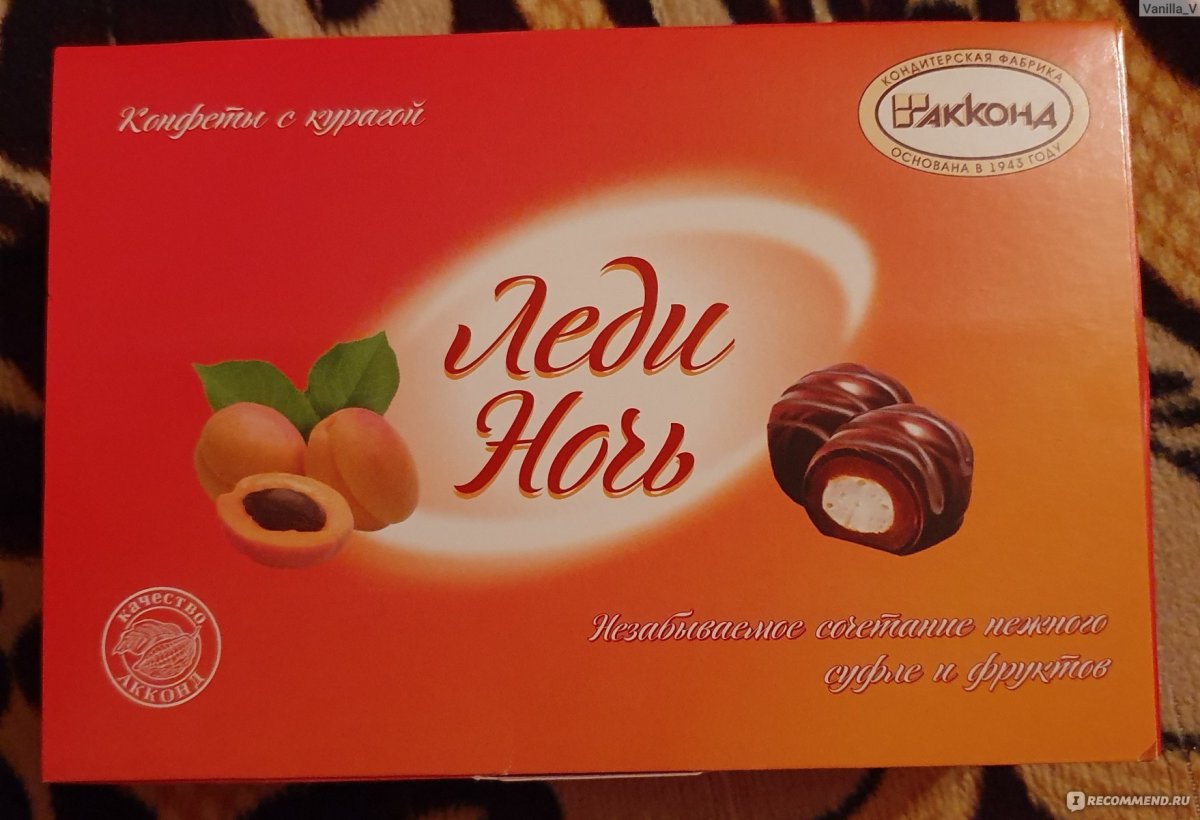 Vanilla_V
КОНДИТЕРСКАЯ ФАБРИКА
АККОНД
ОСНОВАНА В 1943 ГОДУ
Конфеты с курагой
Леди
Ночь
КАЧЕСТВО
АККОНД
Незабываемое сочетание нежного
суфле и фруктов
IRECOMMEND.RU